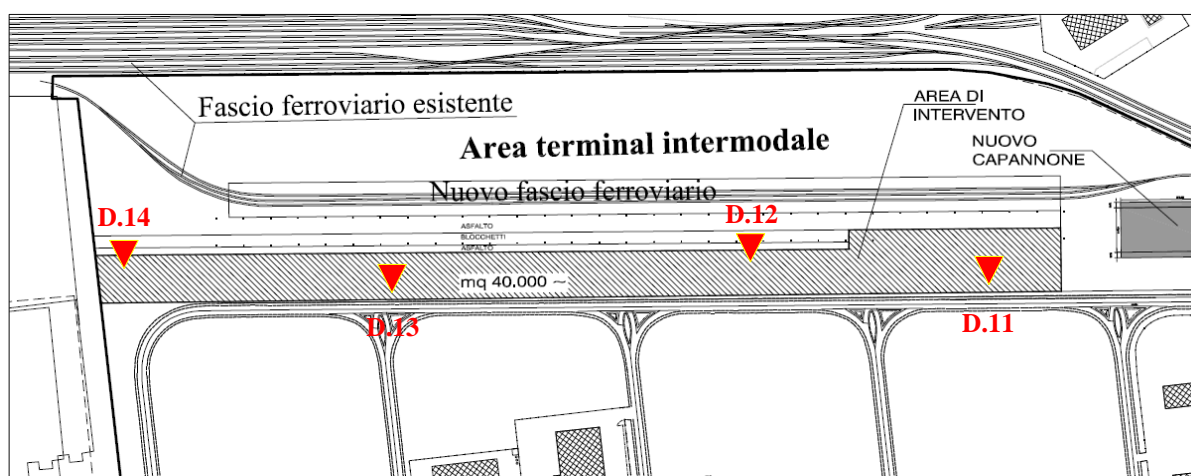 Fascio ferroviario esistente
AREA DI
INTERVENTO
Area terminal intermodale
NUOVO
CAPANNONE
Nuovo fascio ferroviario
D.14
D.12
ASFALTO
BLOCCHETTI
ASFALTO
mq 40.000 ~
D.13
D.11